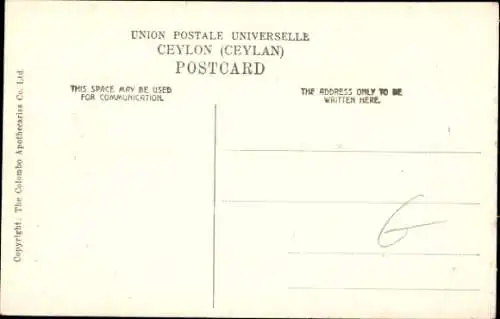 UNION POSTALE UNIVERSELLE
CEYLON (CEYLAN)
POSTCARD
THIS SPACE MAY BE USED
FOR COMMUNICATION.
THE ADDRESS ONLY TO BE
WRITTEN HERE.
Copyright. The Colombo Apothecaries Co. Ltd.
6